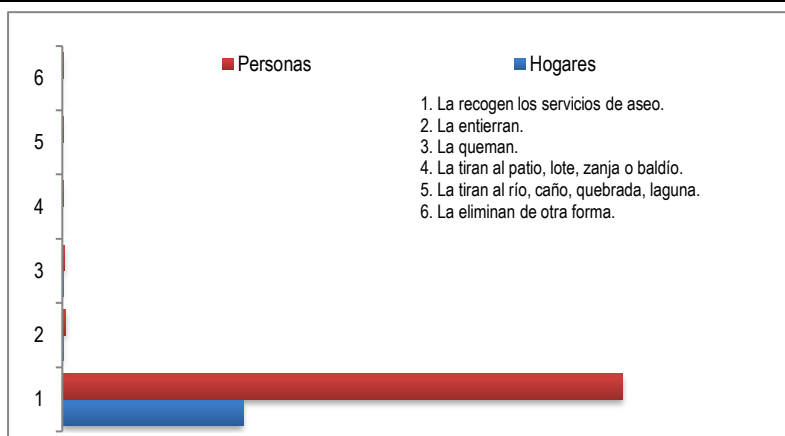 Personas
Hogares
1. La recogen los servicios de aseo.
2. La entierran.
3. La queman.
4. La tiran al patio, lote, zanja o baldío.
5. La tiran al río, caño, quebrada, laguna.
6. La eliminan de otra forma.
6
5
4
3
2
1